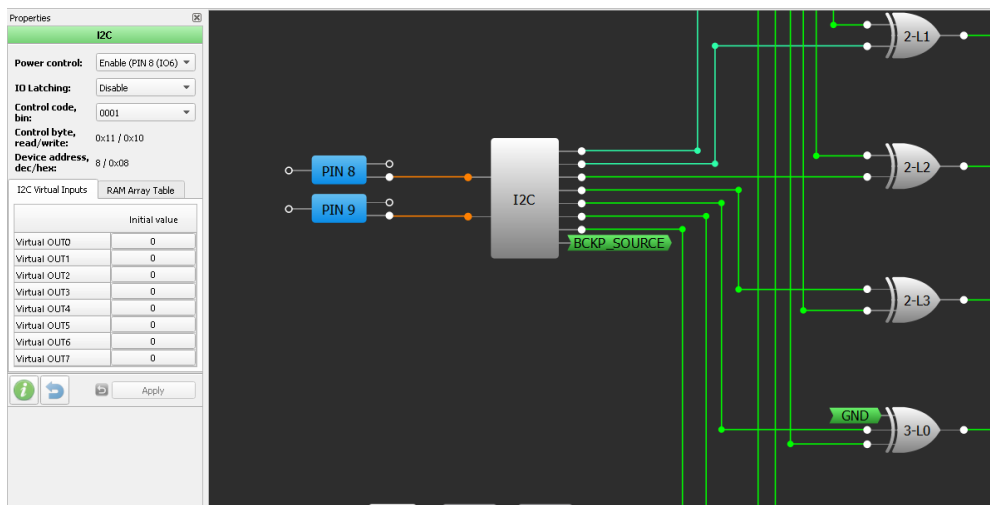 Properties
I2C
Power control: Enable (PIN 8 (IO6)
IO Latching: Disable
Control code, bin: 0001
Control byte, read/write: 0x11 / 0x10
Device address, dec/hex: 8 / 0x08
I2C Virtual Inputs RAM Array Table
Initial value
Virtual OUT0 0
Virtual OUT1 0
Virtual OUT2 0
Virtual OUT3 0
Virtual OUT4 0
Virtual OUT5 0
Virtual OUT6 0
Virtual OUT7 0
Apply
PIN 8
PIN 9
I2C
BCKP_SOURCE
2-L1
2-L2
2-L3
GND
3-L0